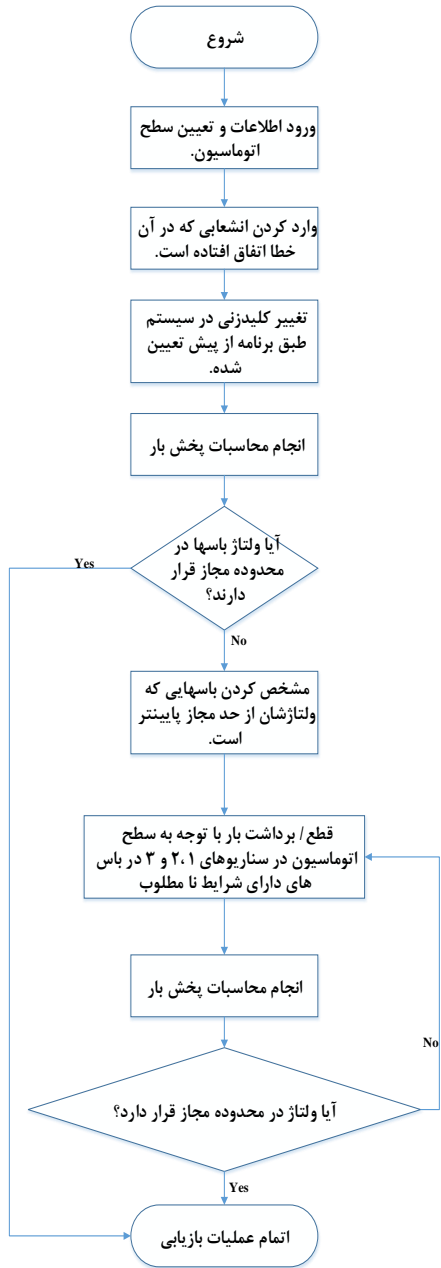 شروع
ورود اطلاعات و تعیین سطح
اتوماسیون.
وارد کردن انشعابی که در آن
خطا اتفاق افتاده است.
تغییر کلیدزنی در سیستم
طبق برنامه از پیش تعیین
شده.
انجام محاسبات پخش بار
آیا ولتاژ باسها در
محدوده مجاز قرار
دارند؟
Yes
No
مشخص کردن باسهایی که
ولتاژشان از حد مجاز پایینتر
است.
قطع/ برداشت بار با توجه به سطح
اتوماسیون در سناریوهای ۲،۱ و ۳ در باس
های دارای شرایط نا مطلوب
انجام محاسبات پخش بار
No
آیا ولتاژ در محدوده مجاز قرار دارد؟
Yes
اتمام عملیات بازیابی